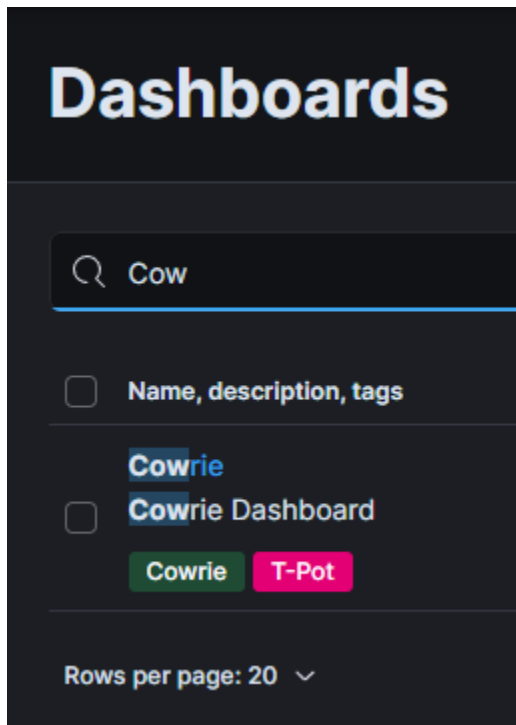 Dashboards
Cow
Name, description, tags
Cowrie
Cowrie Dashboard
Cowrie T-Pot
Rows per page: 20